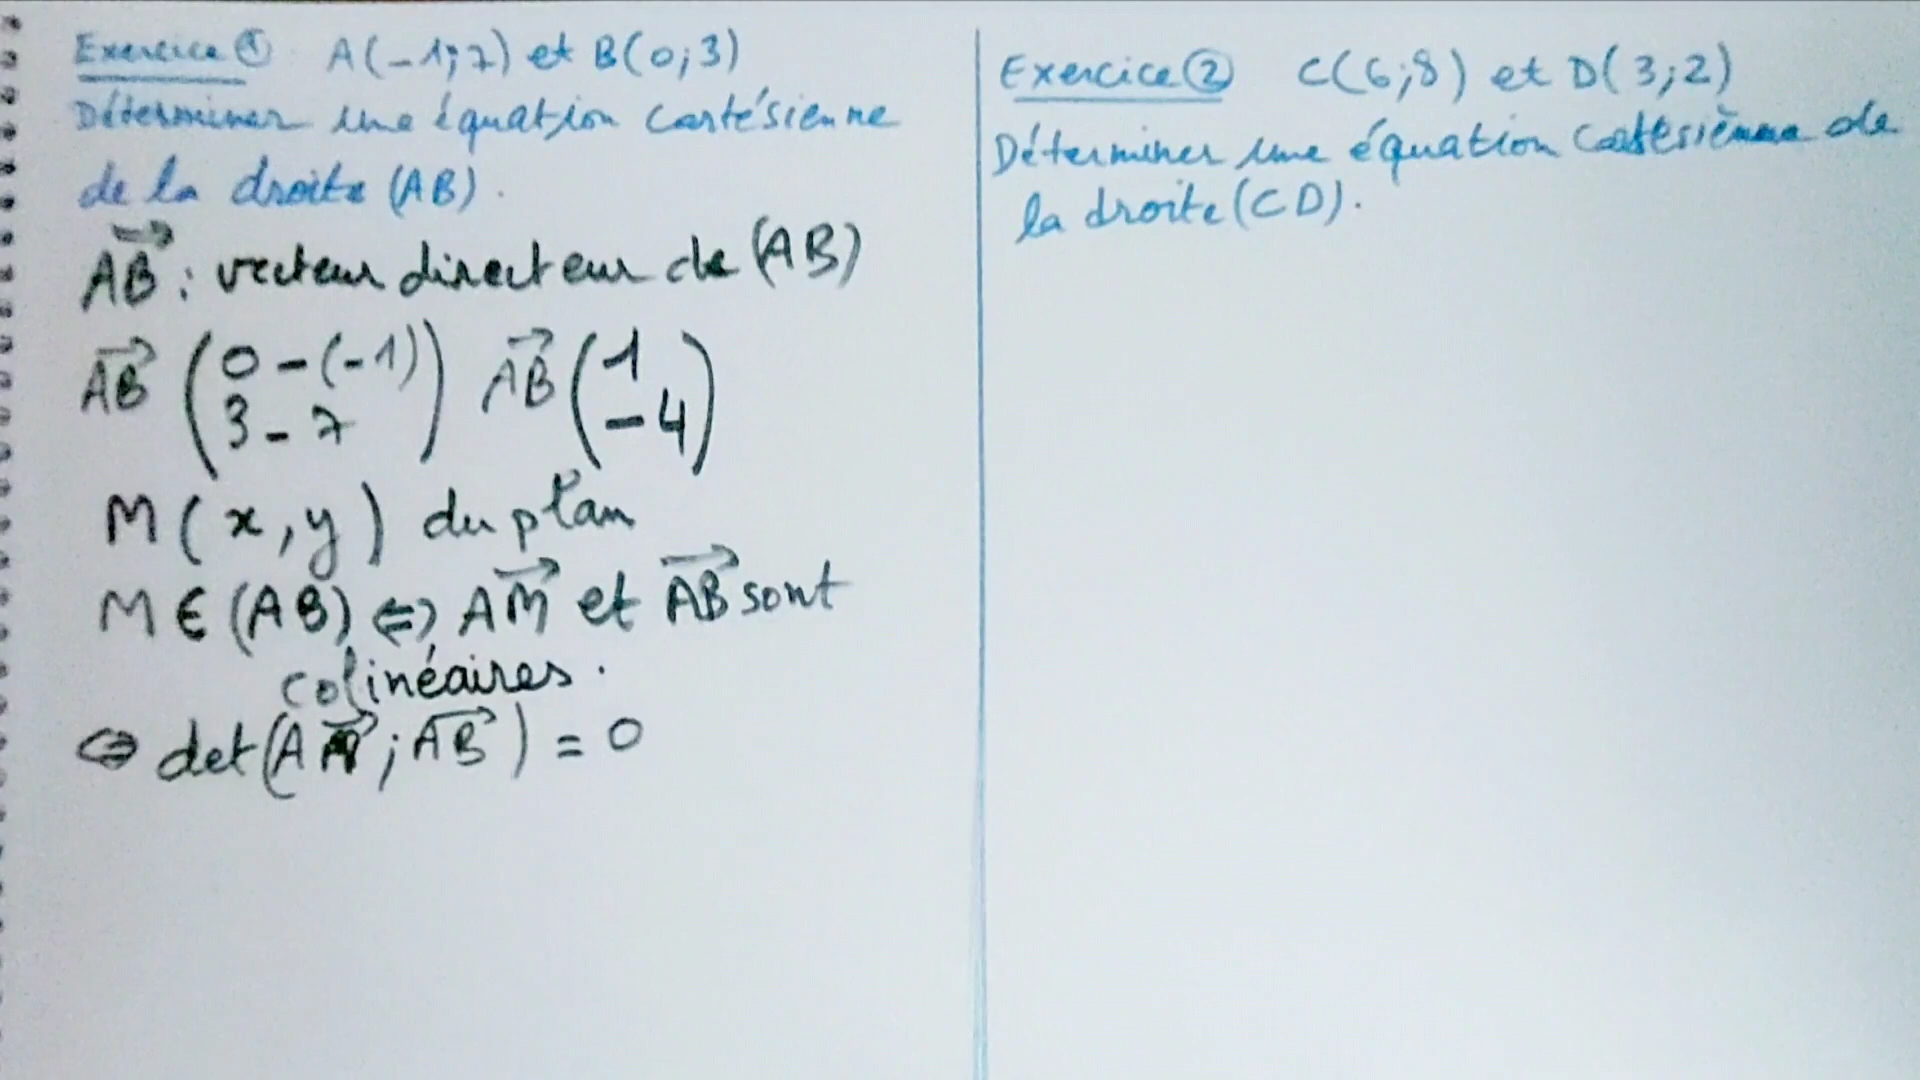 Exercice ① A(-1;7) et B(0;3)
Déterminer une équation cartésienne
de la droite (AB).
AB : vecteur directeur de (AB)
AB (0-(-1) 3-7) AB (1 -4)
M(x,y) du plan
M ∈ (AB) ⇔ AM et AB sont
colinéaires.
⇔ det(AM;AB) = 0
Exercice ② C(6;8) et D(3;2)
Déterminer une équation cartésienne de
la droite (CD).